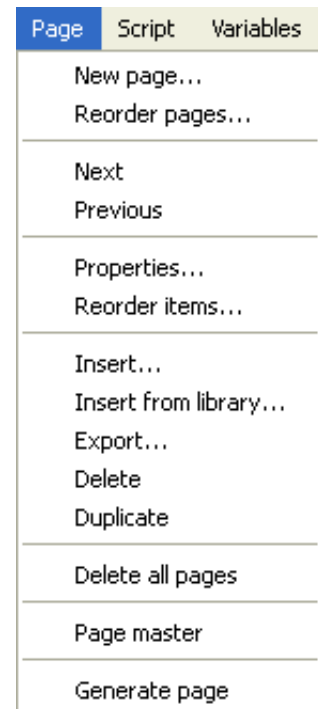 Page Script Variables
New page...
Reorder pages...
Next
Previous
Properties...
Reorder items...
Insert...
Insert from library...
Export...
Delete
Duplicate
Delete all pages
Page master
Generate page